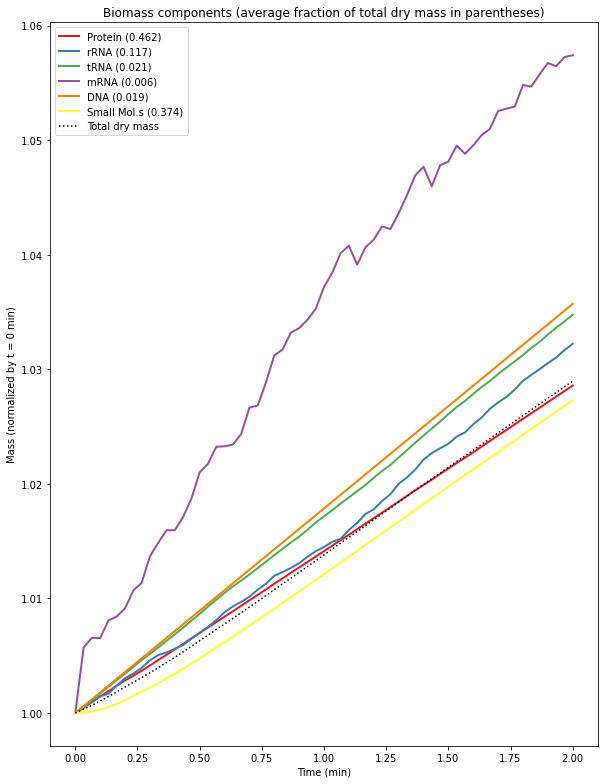 Biomass components (average fraction of total dry mass in parentheses)
Protein (0.462)
rRNA (0.117)
tRNA (0.021)
mRNA (0.006)
DNA (0.019)
Small Mol.s (0.374)
Total dry mass
Mass (normalized by t = 0 min)
1.06
1.05
1.04
1.03
1.02
1.01
1.00
0.00 0.25 0.50 0.75 1.00 1.25 1.50 1.75 2.00
Time (min)